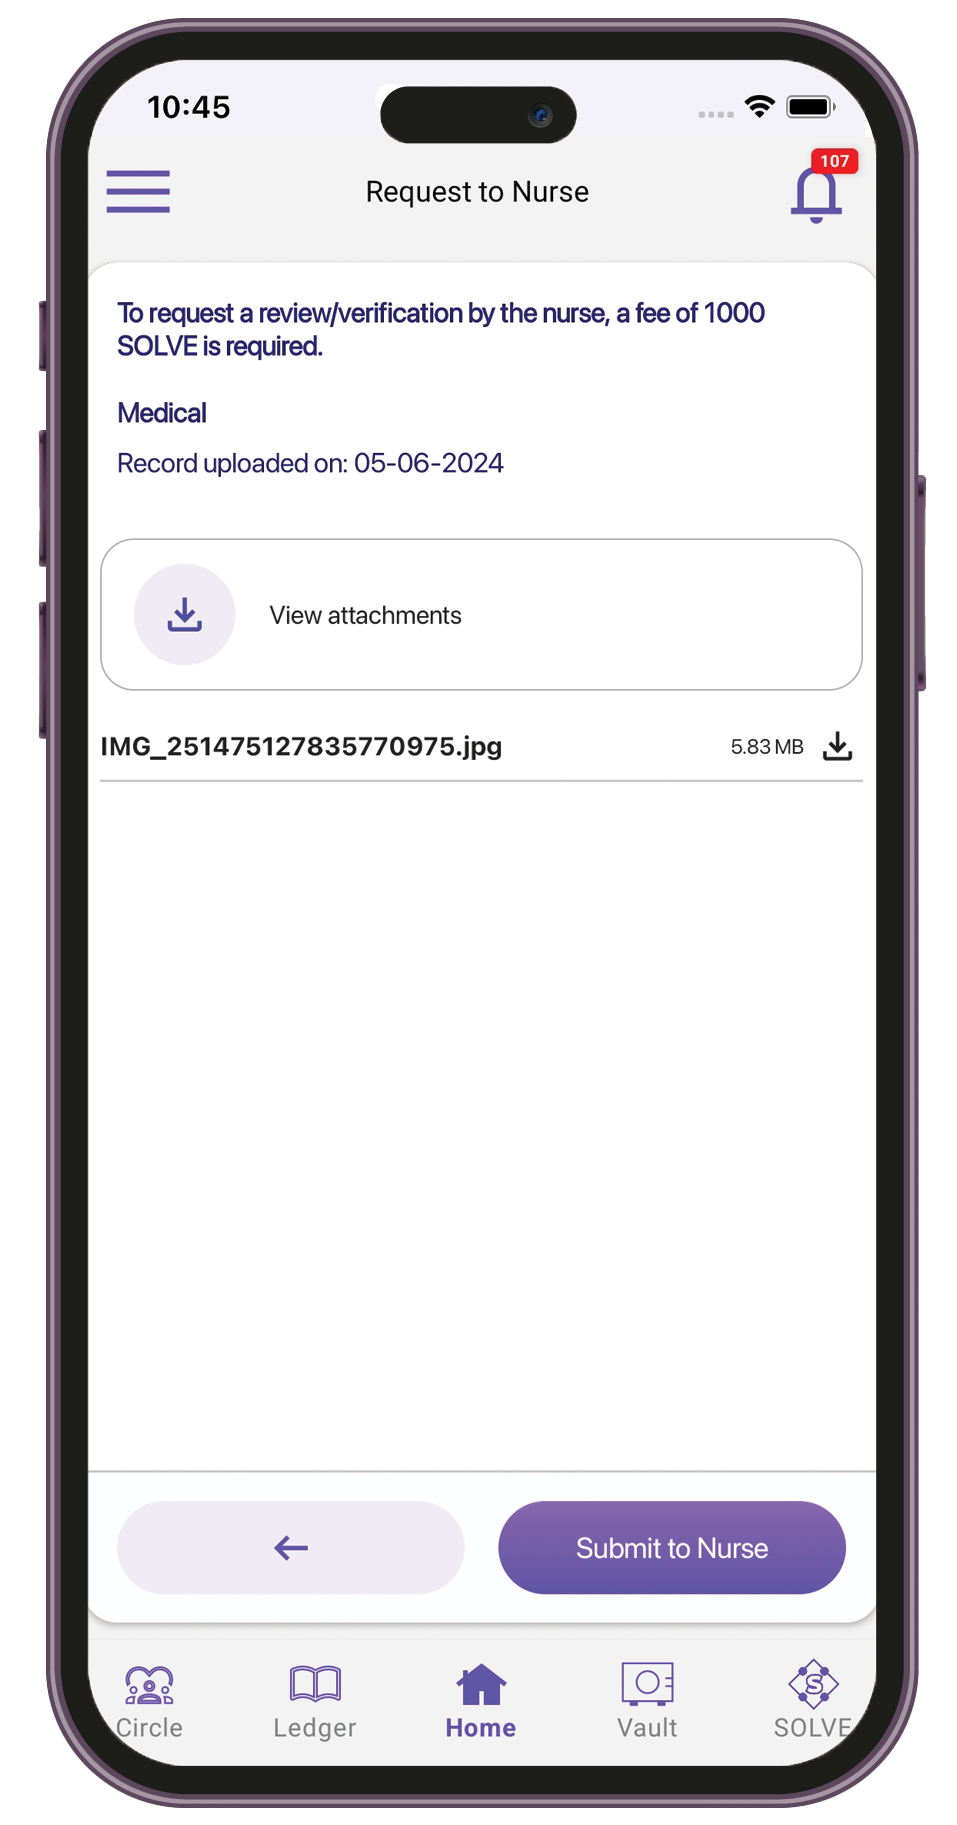 10:45
107
Request to Nurse
To request a review/verification by the nurse, a fee of 1000
SOLVE is required.
Medical
Record uploaded on: 05-06-2024
View attachments
IMG_251475127835770975.jpg 5.83 MB
Submit to Nurse
Circle Ledger Home Vault SOLVE